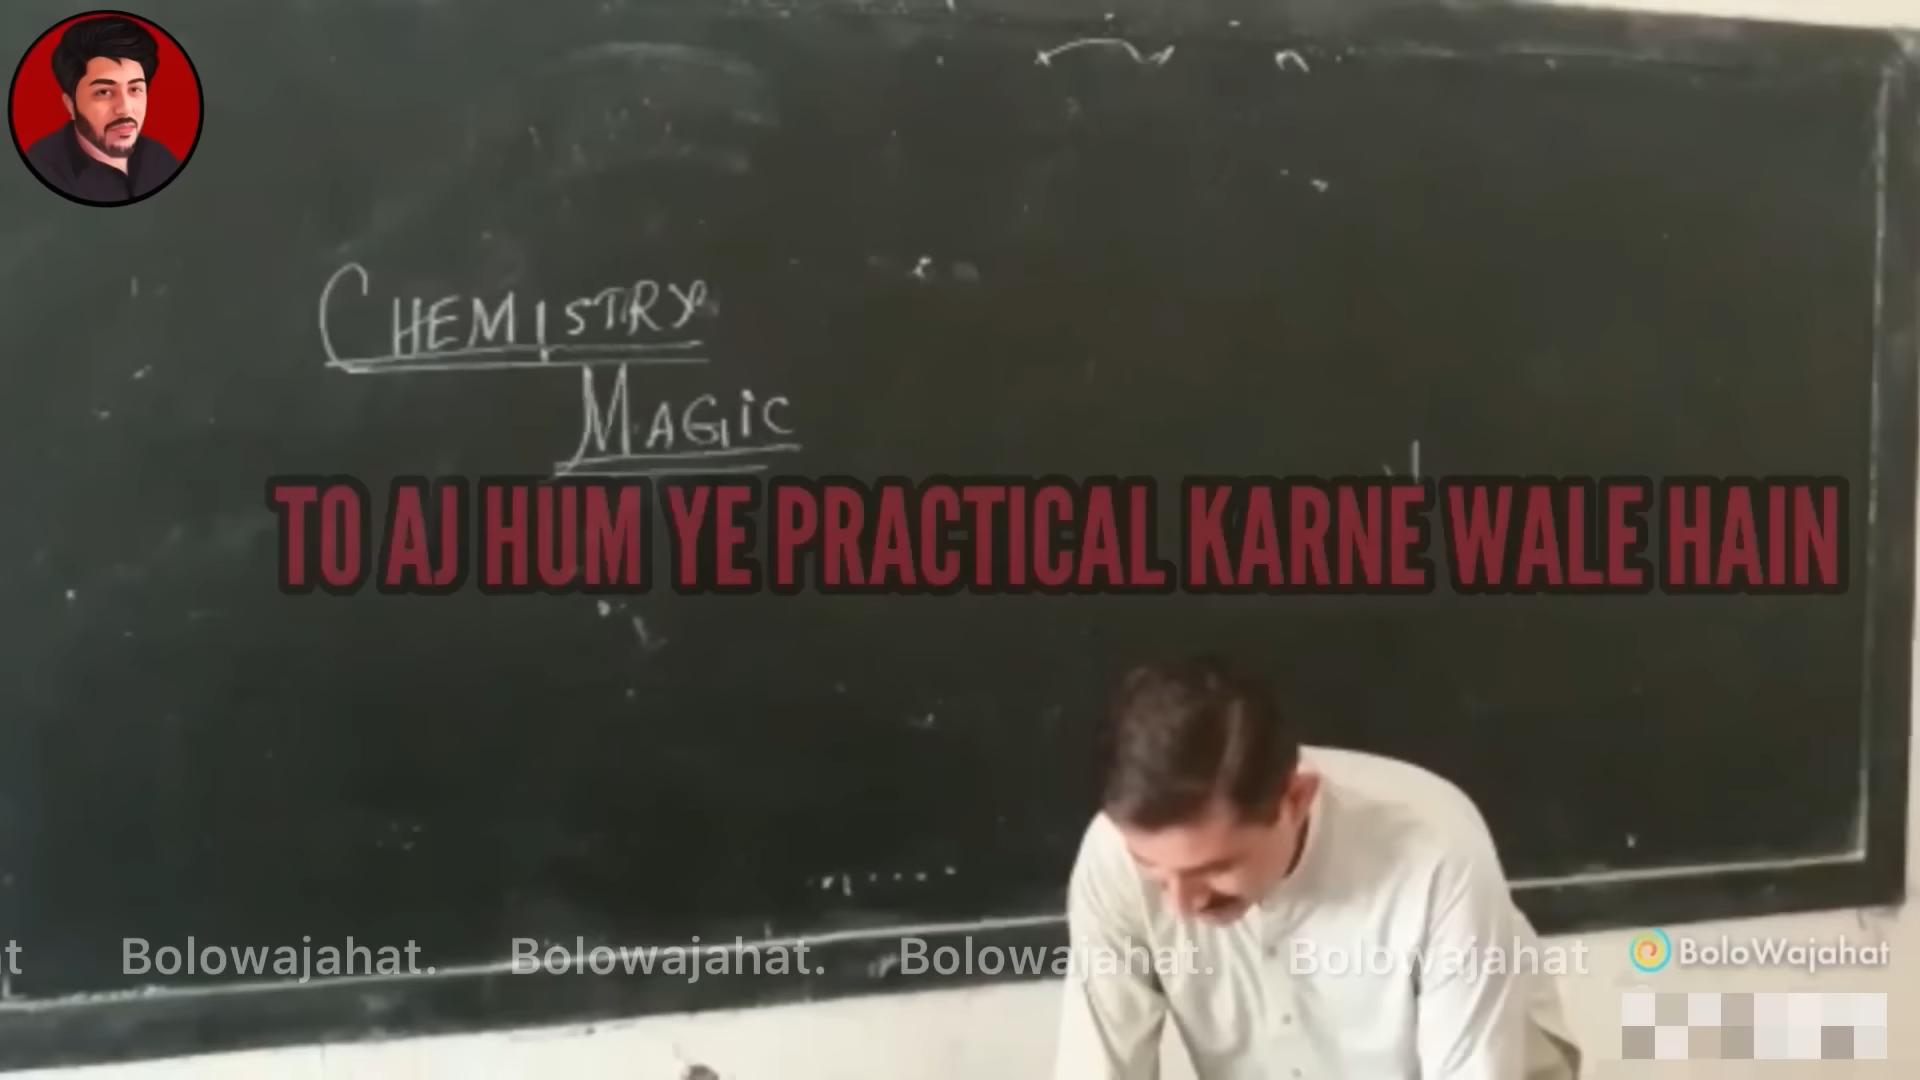 CHEMISTRY
MAGIC
TO AJ HUM YE PRACTICAL KARNE WALE HAIN
t Bolowajahat. Bolowajahat. Bolowajahat. Bolowajahat
BoloWajahat